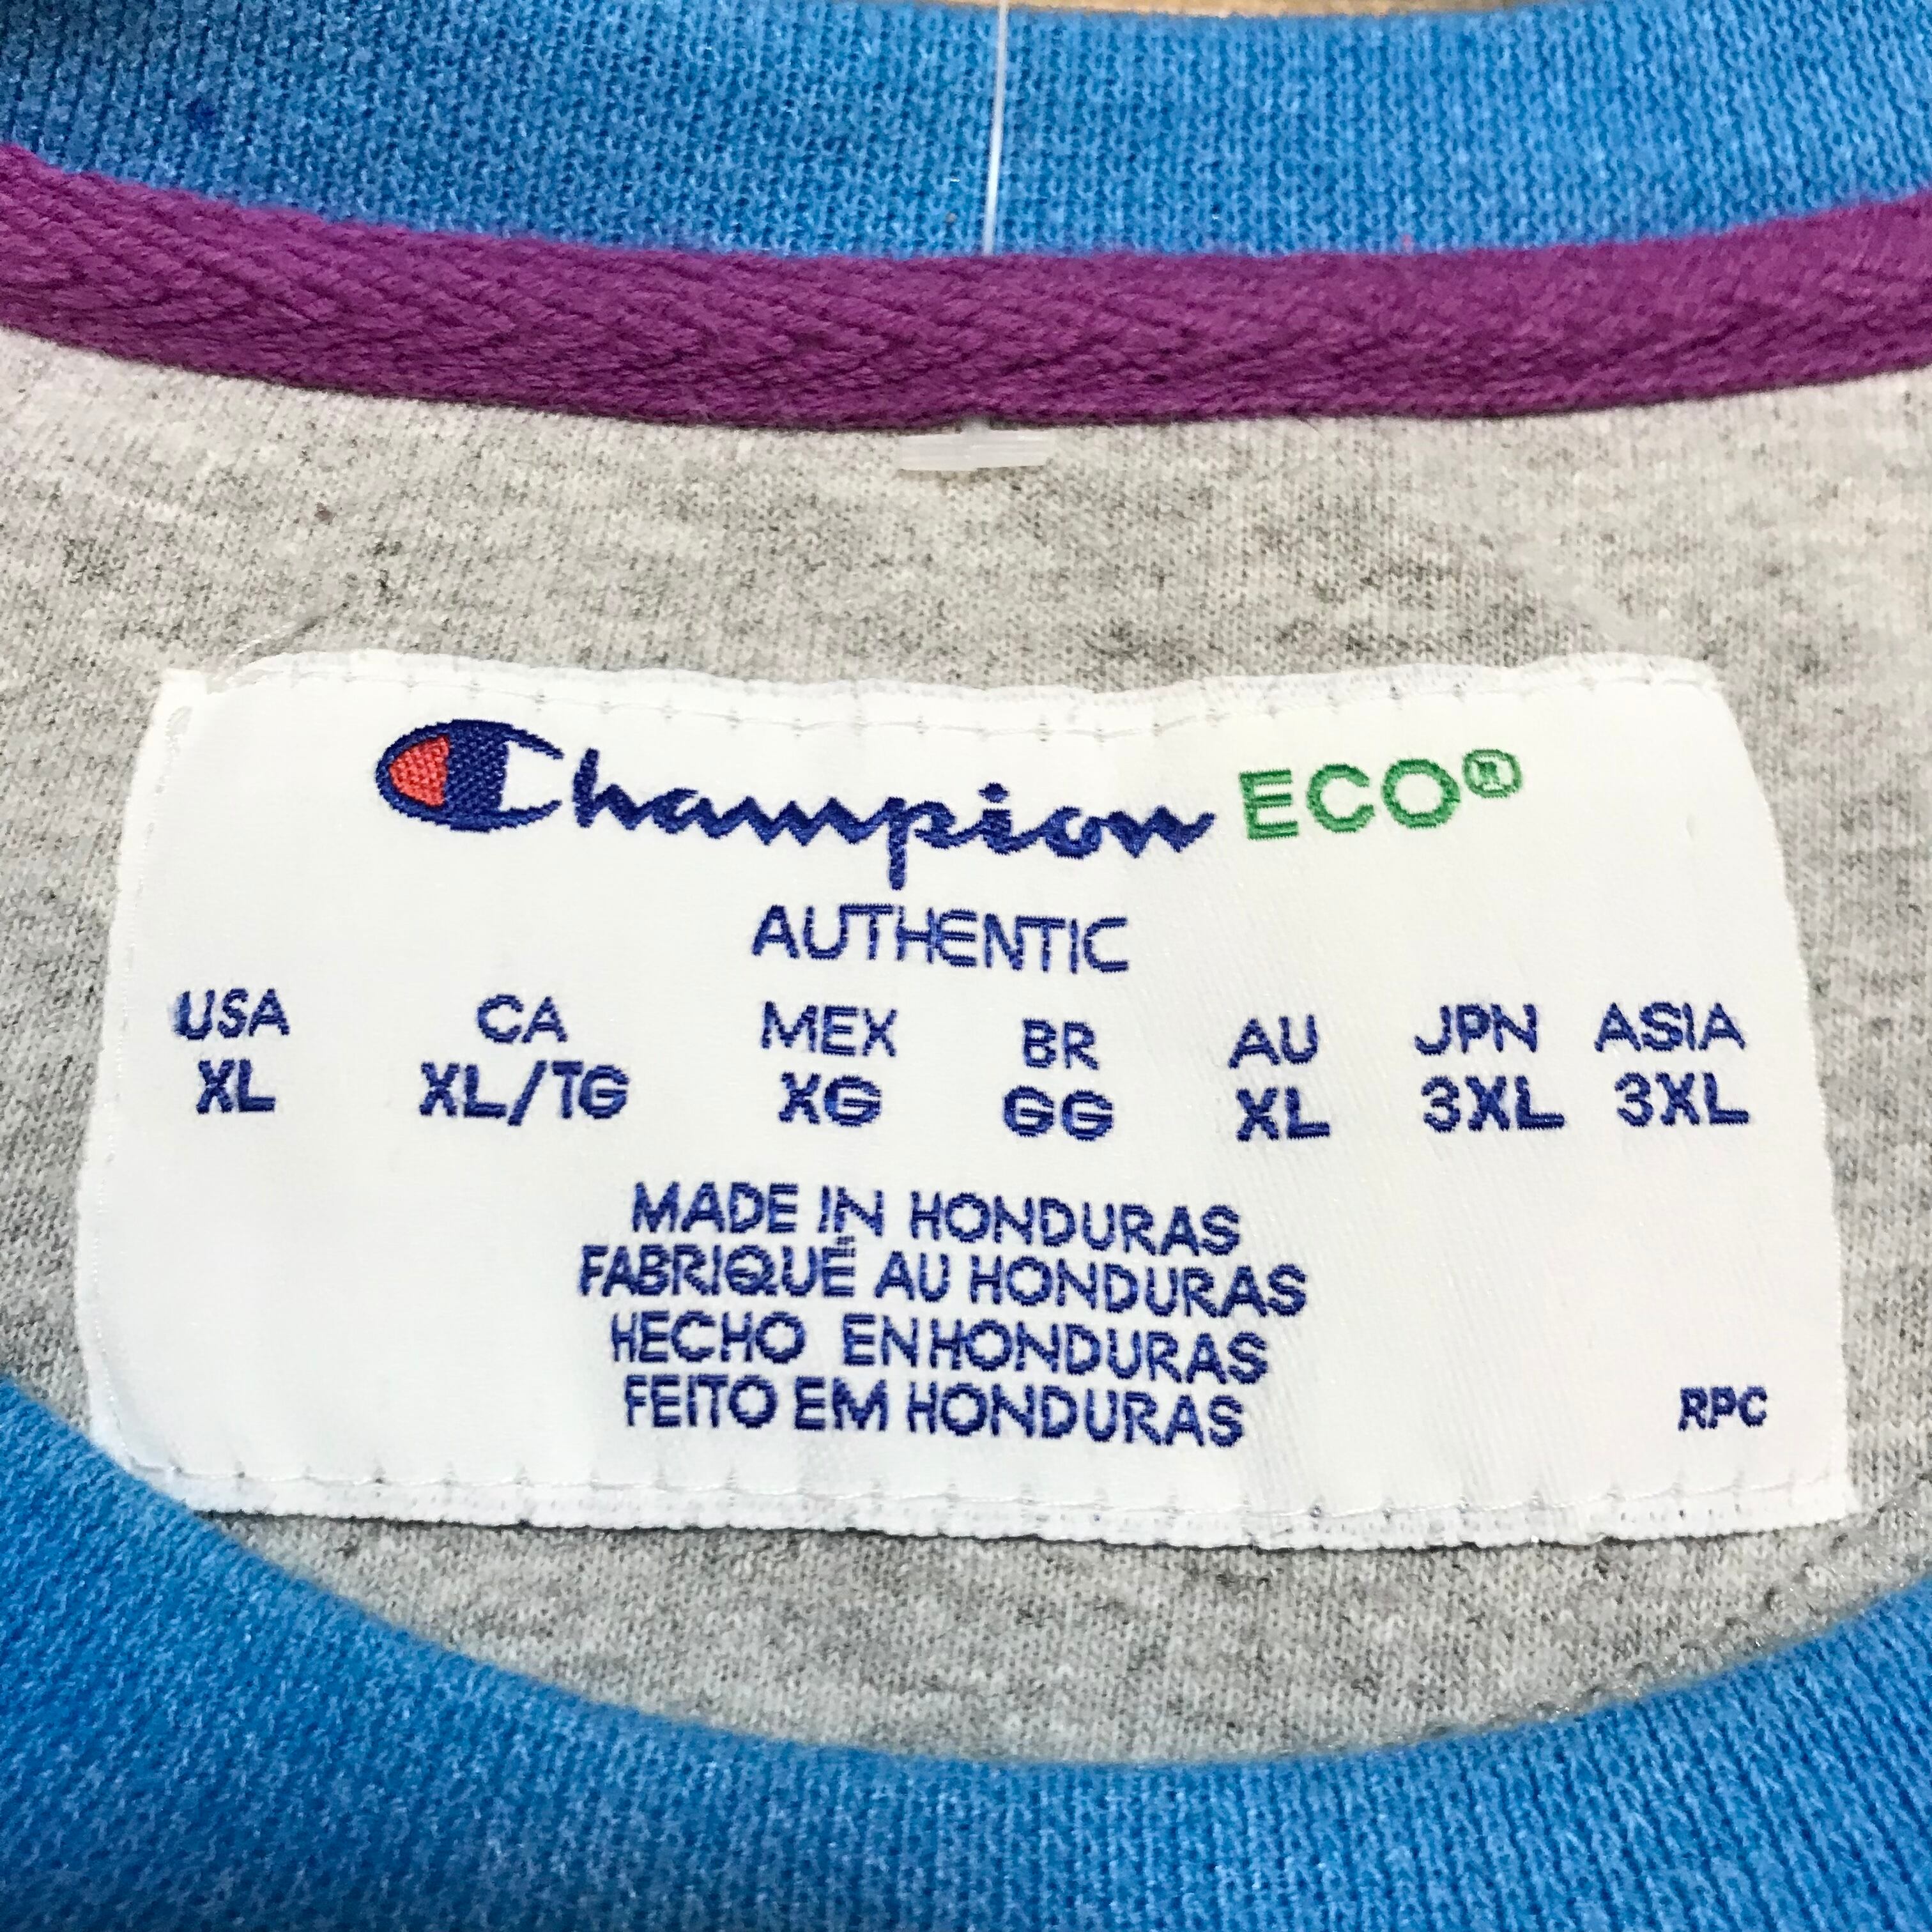 Champion ECO®
AUTHENTIC
USA CA MEX BR AU JPN ASIA
XL XL/TG XG GG XL 3XL 3XL
MADE IN HONDURAS
FABRIQUÉ AU HONDURAS
HECHO EN HONDURAS
FEITO EM HONDURAS
RPC